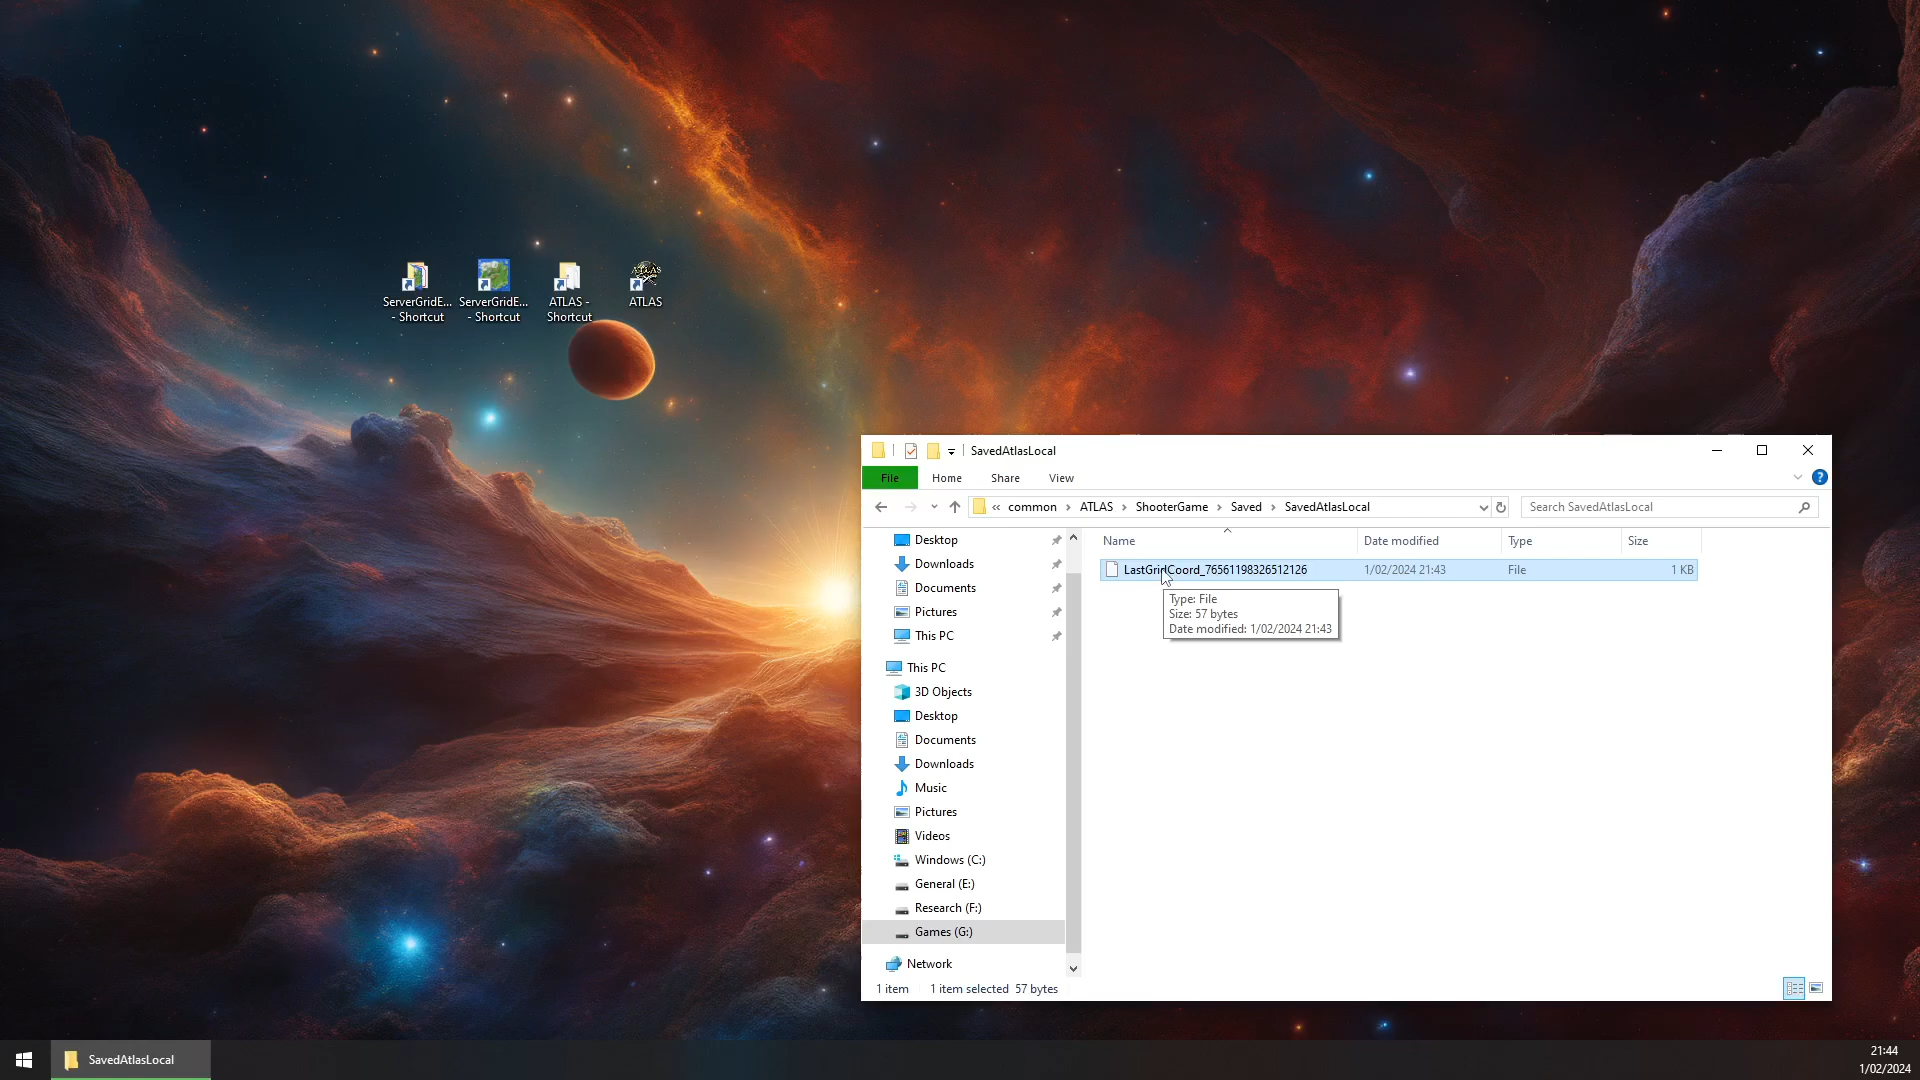 ServerGridE...
- Shortcut
ServerGridE...
- Shortcut
ATLAS -
Shortcut
ATLAS
SavedAtlasLocal
File Home Share View
« common › ATLAS › ShooterGame › Saved › SavedAtlasLocal
Search SavedAtlasLocal
Desktop
Downloads
Documents
Pictures
This PC
This PC
3D Objects
Desktop
Documents
Downloads
Music
Pictures
Videos
Windows (C:)
General (E:)
Research (F:)
Games (G:)
Network
Name Date modified Type Size
LastGridCoord_76561198326512126 1/02/2024 21:43 File 1 KB
Type: File
Size: 57 bytes
Date modified: 1/02/2024 21:43
1 item 1 item selected 57 bytes
SavedAtlasLocal
21:44
1/02/2024